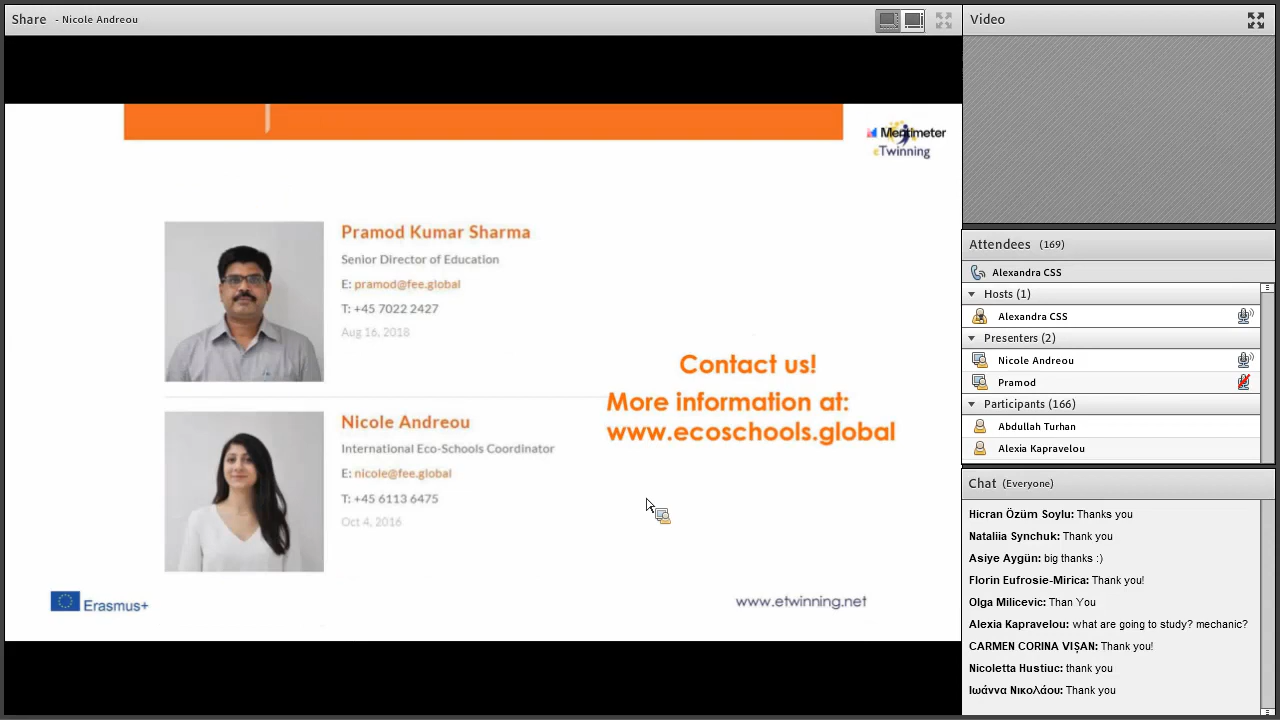 Share - Nicole Andreou
Mentimeter
eTwinning
Pramod Kumar Sharma
Senior Director of Education
E: pramod@fee.global
T: +45 7022 2427
Aug 16, 2018
Nicole Andreou
International Eco-Schools Coordinator
E: nicole@fee.global
T: +45 6113 6475
Oct 4, 2016
Contact us!
More information at:
www.ecoschools.global
Erasmus+
www.etwinning.net
Video
Attendees (169)
Alexandra CSS
Hosts (1)
Alexandra CSS
Presenters (2)
Nicole Andreou
Pramod
Participants (166)
Abdullah Turhan
Alexia Kapravelou
Chat (Everyone)
Hicran Özüm Soylu: Thanks you
Nataliia Synchuk: Thank you
Asiye Aygün: big thanks :)
Florin Eufrosie-Mirica: Thank you!
Olga Milicevic: Than You
Alexia Kapravelou: what are going to study? mechanic?
CARMEN CORINA VIȘAN: Thank you!
Nicoletta Hustiuc: thank you
Ιωάννα Νικολάου: Thank you